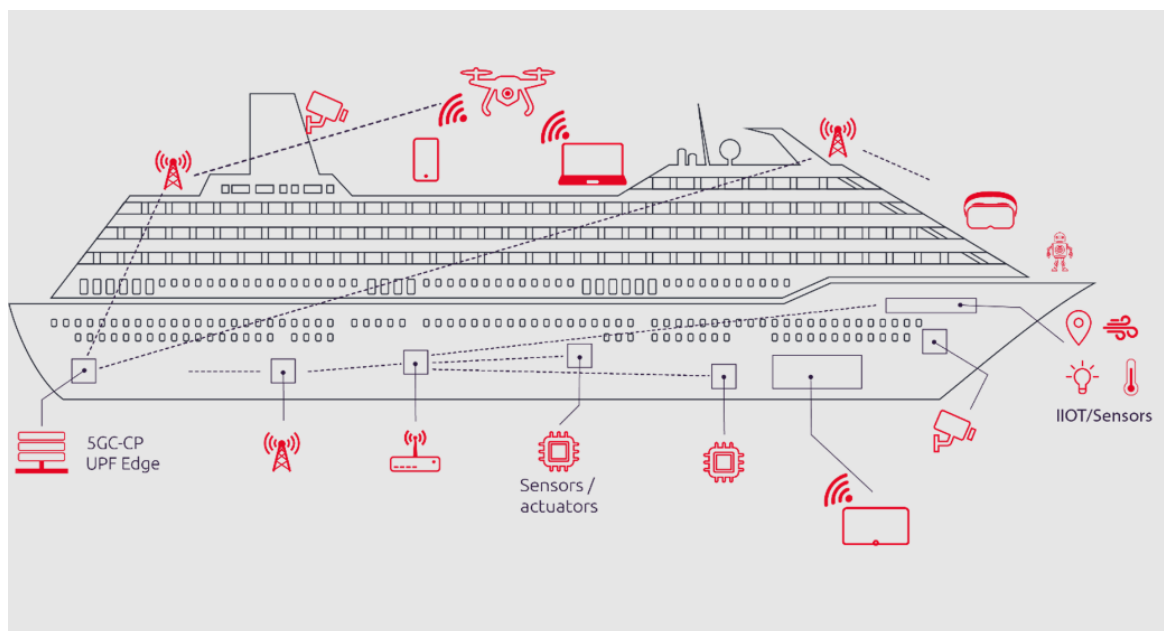 5GC-CP
UPF Edge
Sensors /
actuators
IIOT/Sensors